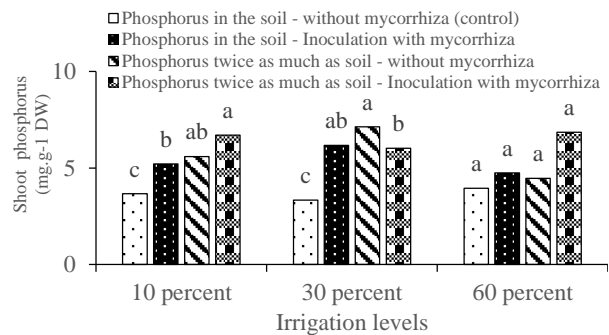 Phosphorus in the soil - without mycorrhiza (control)
Phosphorus in the soil - Inoculation with mycorrhiza
Phosphorus twice as much as soil - without mycorrhiza
Phosphorus twice as much as soil - Inoculation with mycorrhiza
Shoot phosphorus
(mg.g-1 DW)
10
5
0
c b ab a
c ab a b
a a a a
10 percent 30 percent 60 percent
Irrigation levels